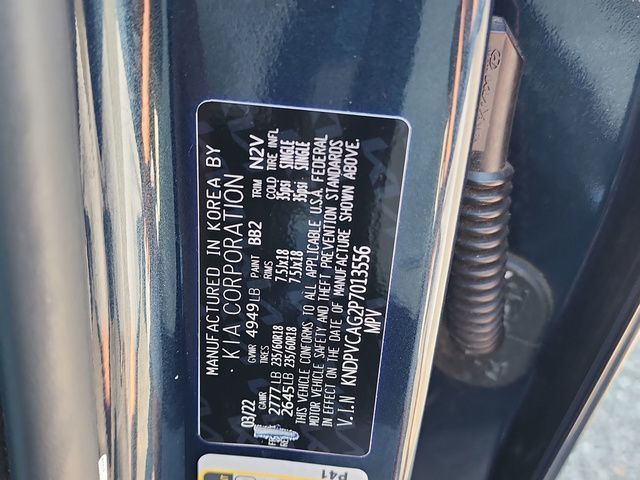 MANUFACTURED IN KOREA BY
KIA CORPORATION
03/22 GVWR 4949LB PAINT BB2 TRIM N2V
GAWR TIRES RIMS COLD TIRE INFL
2777LB 235/60R18 7.5Jx18 35psi SINGLE
2645LB 235/60R18 7.5Jx18 35psi SINGLE
THIS VEHICLE CONFORMS TO ALL APPLICABLE U.S.A. FEDERAL
MOTOR VEHICLE SAFETY AND THEFT PREVENTION STANDARDS
IN EFFECT ON THE DATE OF MANUFACTURE SHOWN ABOVE.
V.I.N KNDPVCAG2P7013556
MPV
P41